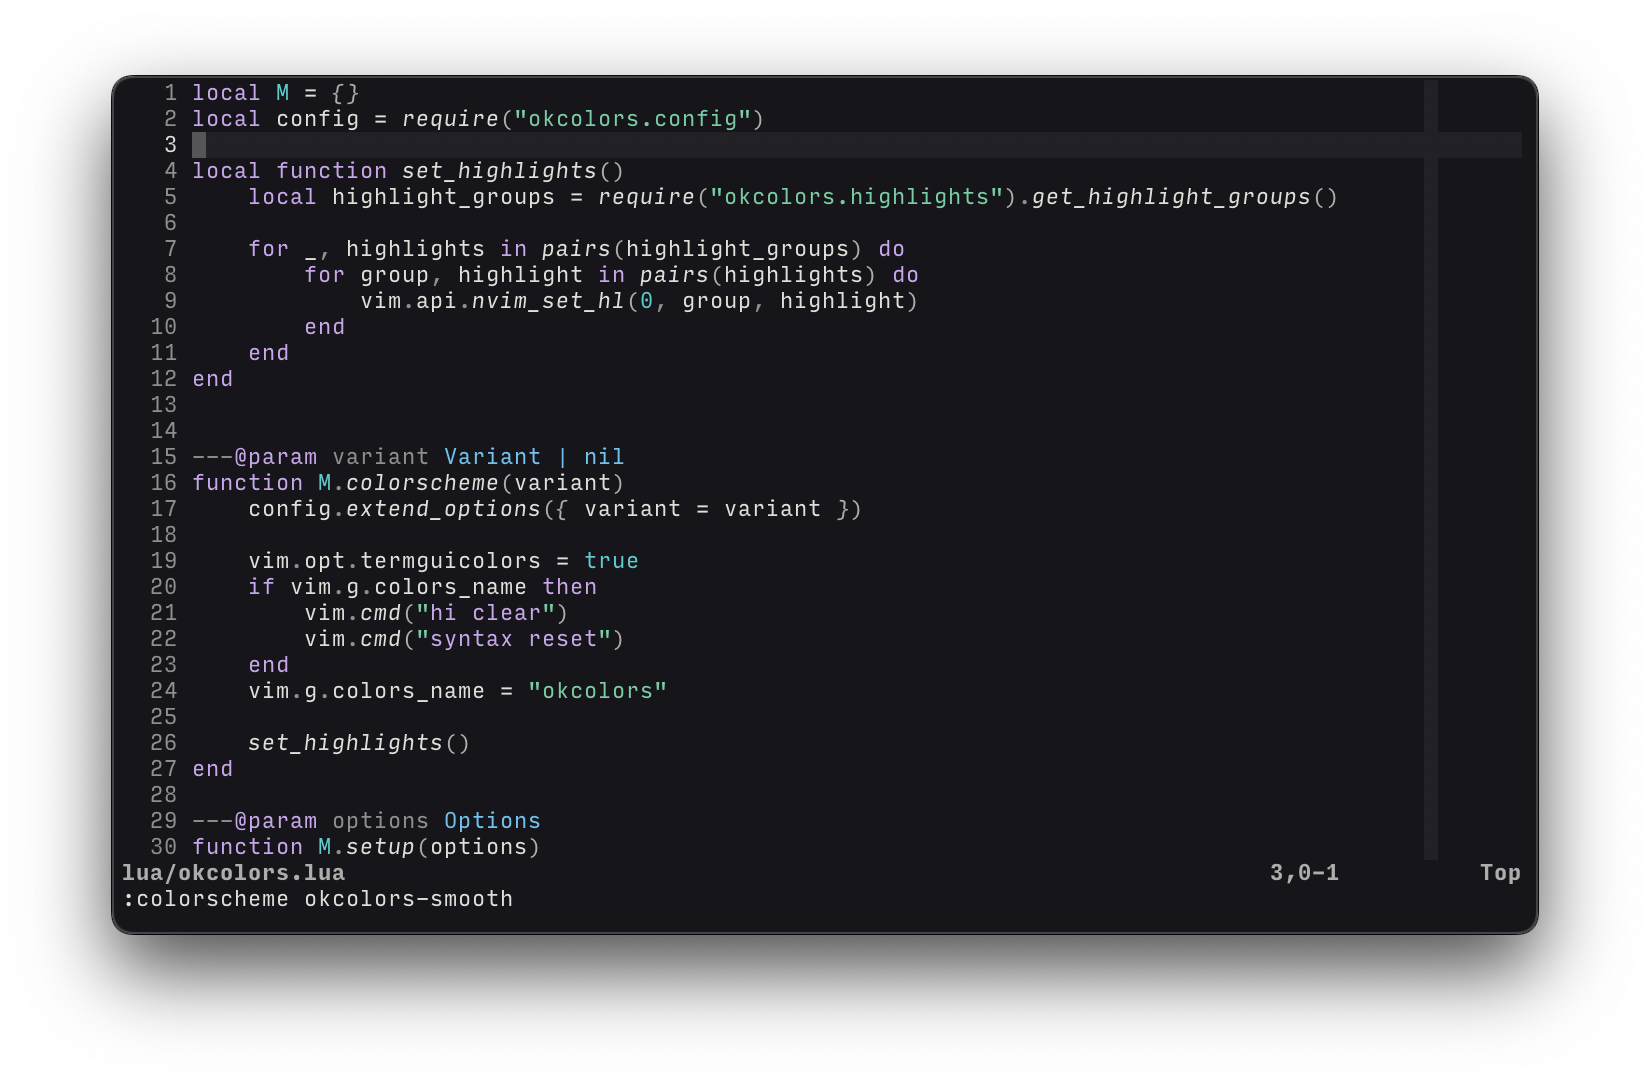 1 local M = {}
2 local config = require("okcolors.config")
3
4 local function set_highlights()
5     local highlight_groups = require("okcolors.highlights").get_highlight_groups()
6
7     for _, highlights in pairs(highlight_groups) do
8         for group, highlight in pairs(highlights) do
9             vim.api.nvim_set_hl(0, group, highlight)
10         end
11     end
12 end
13
14
15 ---@param variant Variant | nil
16 function M.colorscheme(variant)
17     config.extend_options({ variant = variant })
18
19     vim.opt.termguicolors = true
20     if vim.g.colors_name then
21         vim.cmd("hi clear")
22         vim.cmd("syntax reset")
23     end
24     vim.g.colors_name = "okcolors"
25
26     set_highlights()
27 end
28
29 ---@param options Options
30 function M.setup(options)
lua/okcolors.lua 3,0-1 Top
:colorscheme okcolors-smooth